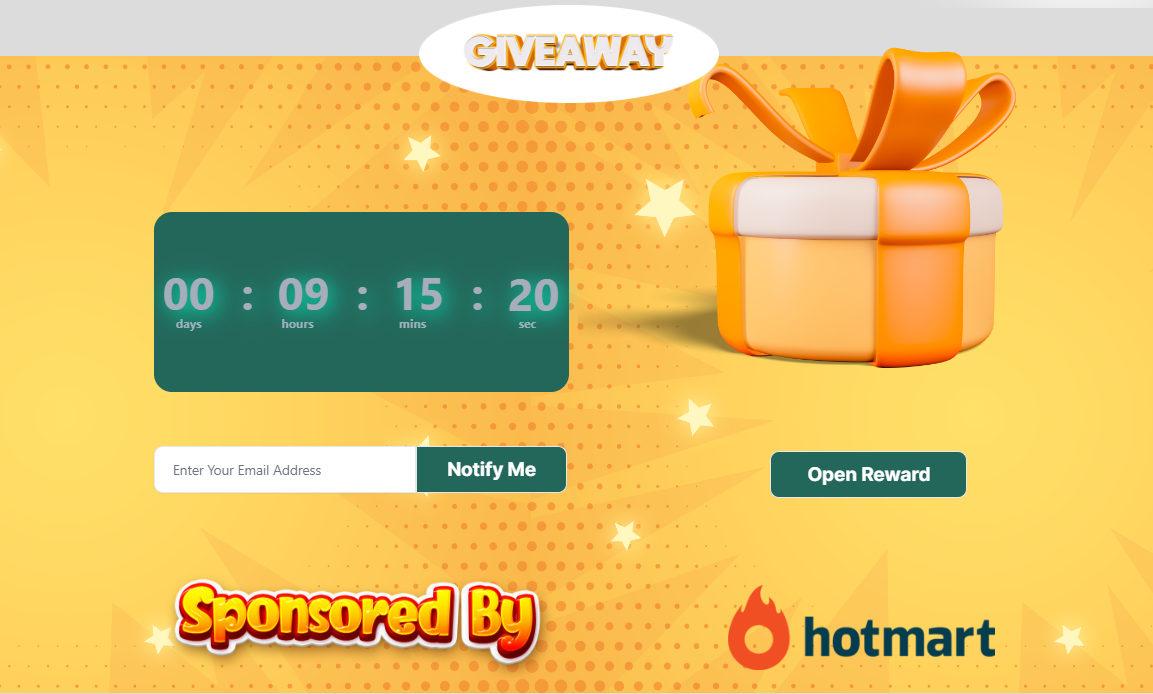 GIVEAWAY
00 : 09 : 15 : 20
days hours mins sec
Enter Your Email Address
Notify Me
Open Reward
Sponsored By
hotmart